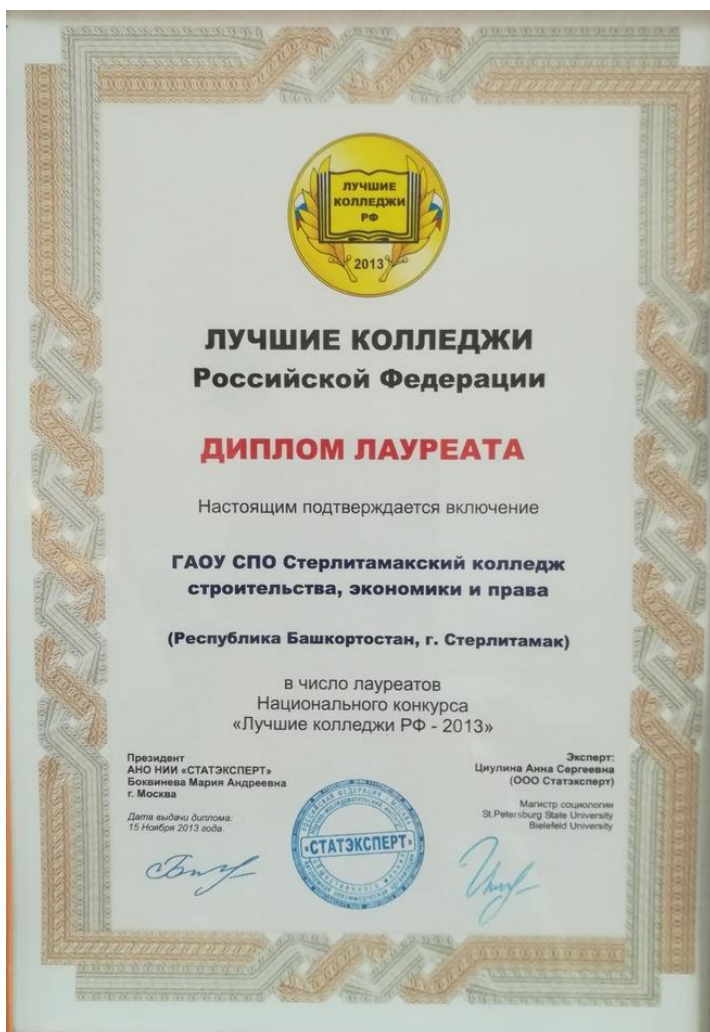 ЛУЧШИЕ
КОЛЛЕДЖИ
РФ
2013
ЛУЧШИЕ КОЛЛЕДЖИ
Российской Федерации
ДИПЛОМ ЛАУРЕАТА
Настоящим подтверждается включение
ГАОУ СПО Стерлитамакский колледж
строительства, экономики и права
(Республика Башкортостан, г. Стерлитамак)
в число лауреатов
Национального конкурса
«Лучшие колледжи РФ - 2013»
Президент
АНО НИИ «СТАТЭКСПЕРТ»
Боквинева Мария Андреевна
г. Москва
Дата выдачи диплома:
15 Ноября 2013 года.
Эксперт:
Циулина Анна Сергеевна
(ООО Статэксперт)
Магистр социологии
St.Petersburg State University
Bielefeld University
РОССИЙСКАЯ ФЕДЕРАЦИЯ
«СТАТЭКСПЕРТ»